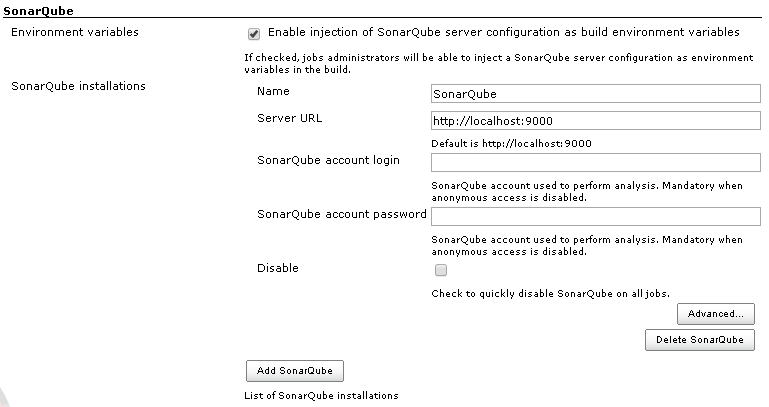 SonarQube
Environment variables
Enable injection of SonarQube server configuration as build environment variables
If checked, jobs administrators will be able to inject a SonarQube server configuration as environment
variables in the build.
SonarQube installations
Name
SonarQube
Server URL
http://localhost:9000
Default is http://localhost:9000
SonarQube account login
SonarQube account used to perform analysis. Mandatory when
anonymous access is disabled.
SonarQube account password
SonarQube account used to perform analysis. Mandatory when
anonymous access is disabled.
Disable
Check to quickly disable SonarQube on all jobs.
Advanced...
Delete SonarQube
Add SonarQube
List of SonarQube installations